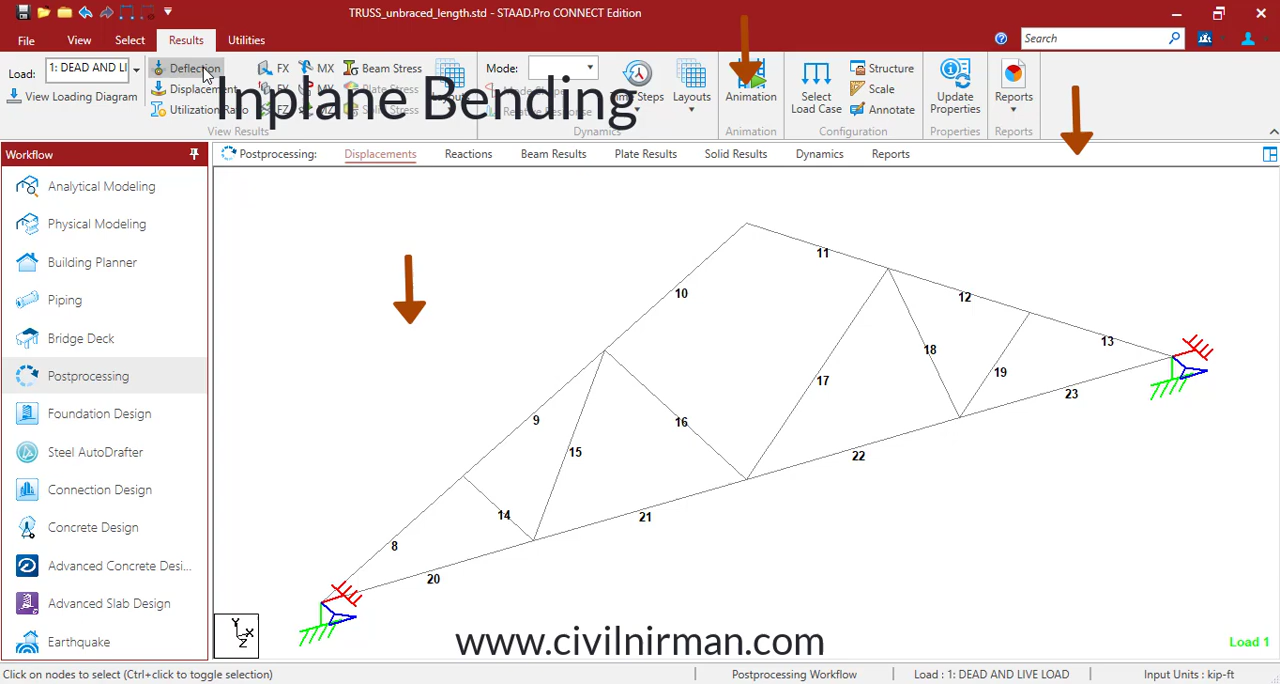 TRUSS_unbraced_length.std - STAAD.Pro CONNECT Edition
File View Select Results Utilities Search
Load: 1: DEAD AND LI
View Loading Diagram
Deflection
Displacement
Utilization Ratio
View Results
FX MX Beam Stress
Layouts
Mode:
Dynamics
Time Steps
Layouts
Animation
Animation
Select
Load Case
Structure
Scale
Annotate
Configuration
Update
Properties
Properties
Reports
Reports
Inplane Bending
Workflow
Postprocessing: Displacements Reactions Beam Results Plate Results Solid Results Dynamics Reports
Analytical Modeling
Physical Modeling
Building Planner
Piping
Bridge Deck
Postprocessing
Foundation Design
Steel AutoDrafter
Connection Design
Concrete Design
Advanced Concrete Desi...
Advanced Slab Design
Earthquake
11
10
12
13
18
19
17
23
9
16
15
22
14
21
8
20
Y
X
Z
www.civilnirman.com
Load 1
Click on nodes to select (Ctrl+click to toggle selection)
Postprocessing Workflow
Load : 1: DEAD AND LIVE LOAD
Input Units : kip-ft